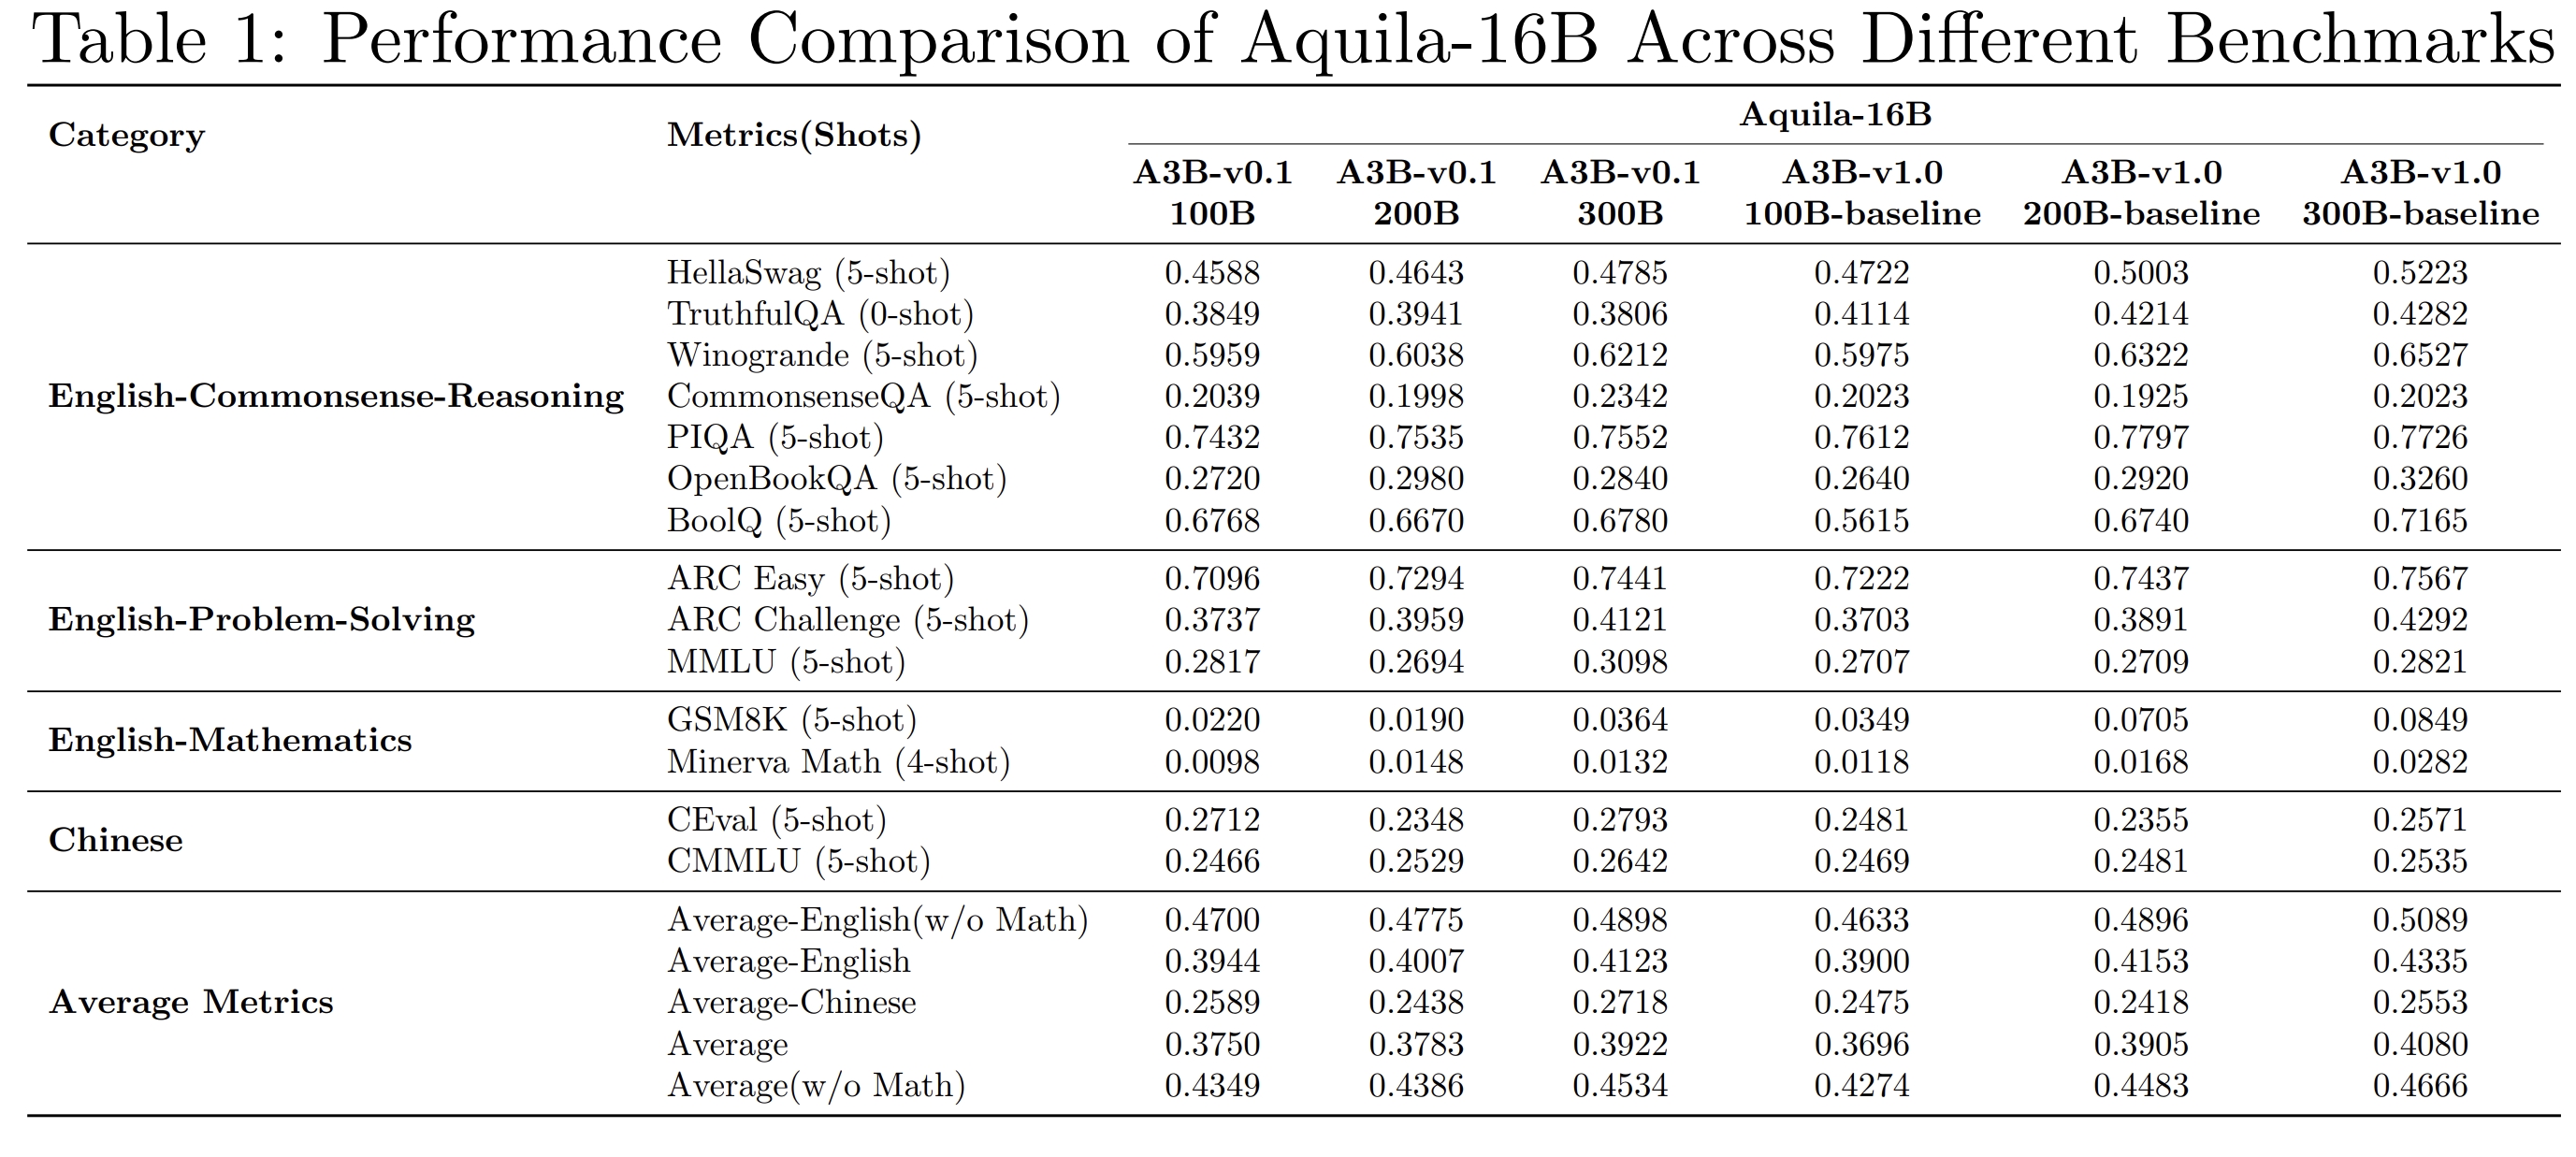 Table 1: Performance Comparison of Aquila-16B Across Different Benchmarks
Category Metrics(Shots) Aquila-16B
A3B-v0.1 A3B-v0.1 A3B-v0.1 A3B-v1.0 A3B-v1.0 A3B-v1.0
100B 200B 300B 100B-baseline 200B-baseline 300B-baseline
HellaSwag (5-shot) 0.4588 0.4643 0.4785 0.4722 0.5003 0.5223
TruthfulQA (0-shot) 0.3849 0.3941 0.3806 0.4114 0.4214 0.4282
Winogrande (5-shot) 0.5959 0.6038 0.6212 0.5975 0.6322 0.6527
English-Commonsense-Reasoning CommonsenseQA (5-shot) 0.2039 0.1998 0.2342 0.2023 0.1925 0.2023
PIQA (5-shot) 0.7432 0.7535 0.7552 0.7612 0.7797 0.7726
OpenBookQA (5-shot) 0.2720 0.2980 0.2840 0.2640 0.2920 0.3260
BoolQ (5-shot) 0.6768 0.6670 0.6780 0.5615 0.6740 0.7165
ARC Easy (5-shot) 0.7096 0.7294 0.7441 0.7222 0.7437 0.7567
English-Problem-Solving ARC Challenge (5-shot) 0.3737 0.3959 0.4121 0.3703 0.3891 0.4292
MMLU (5-shot) 0.2817 0.2694 0.3098 0.2707 0.2709 0.2821
English-Mathematics GSM8K (5-shot) 0.0220 0.0190 0.0364 0.0349 0.0705 0.0849
Minerva Math (4-shot) 0.0098 0.0148 0.0132 0.0118 0.0168 0.0282
Chinese CEval (5-shot) 0.2712 0.2348 0.2793 0.2481 0.2355 0.2571
CMMLU (5-shot) 0.2466 0.2529 0.2642 0.2469 0.2481 0.2535
Average-English(w/o Math) 0.4700 0.4775 0.4898 0.4633 0.4896 0.5089
Average-English 0.3944 0.4007 0.4123 0.3900 0.4153 0.4335
Average Metrics Average-Chinese 0.2589 0.2438 0.2718 0.2475 0.2418 0.2553
Average 0.3750 0.3783 0.3922 0.3696 0.3905 0.4080
Average(w/o Math) 0.4349 0.4386 0.4534 0.4274 0.4483 0.4666